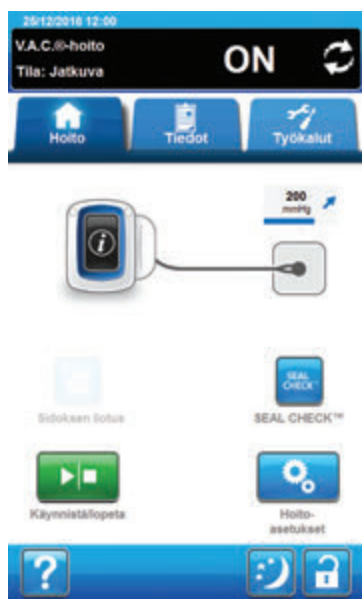 25/12/2016 12:00
V.A.C.®-hoito
Tila: Jatkuva
ON
Hoito
Tiedot
Työkalut
200
mmHg
i
SEAL
CHECK™
Sidoksen liotus
SEAL CHECK™
Käynnistä/lopeta
Hoito-
asetukset
?